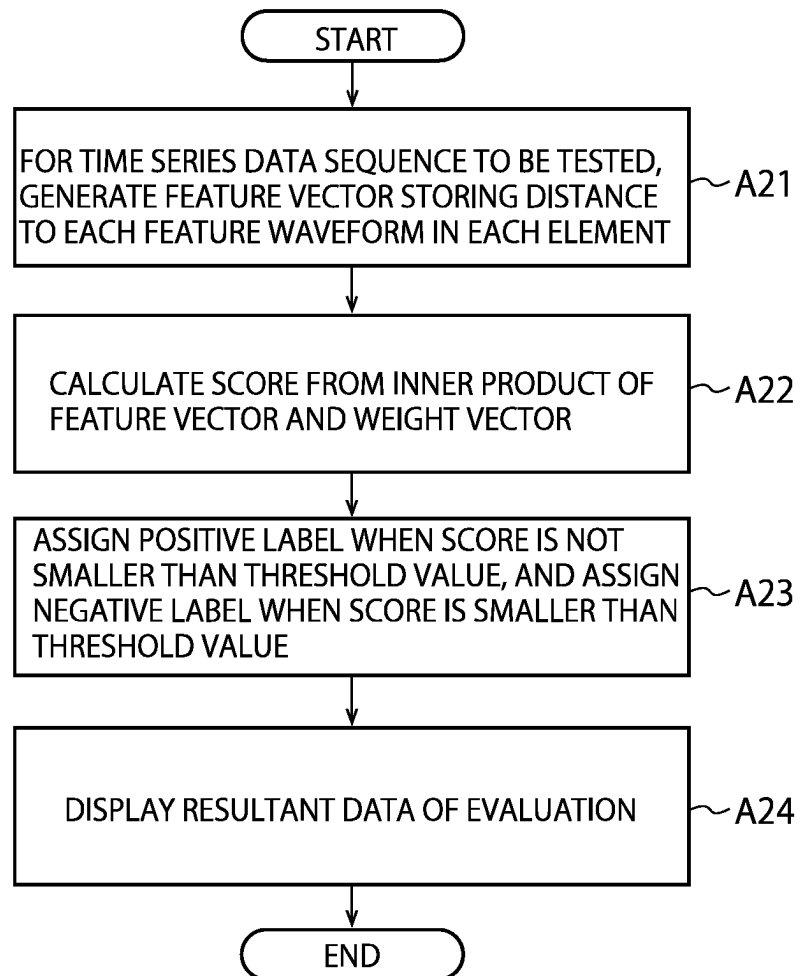 START
FOR TIME SERIES DATA SEQUENCE TO BE TESTED,
GENERATE FEATURE VECTOR STORING DISTANCE
TO EACH FEATURE WAVEFORM IN EACH ELEMENT
A21
CALCULATE SCORE FROM INNER PRODUCT OF
FEATURE VECTOR AND WEIGHT VECTOR
A22
ASSIGN POSITIVE LABEL WHEN SCORE IS NOT
SMALLER THAN THRESHOLD VALUE, AND ASSIGN
NEGATIVE LABEL WHEN SCORE IS SMALLER THAN
THRESHOLD VALUE
A23
DISPLAY RESULTANT DATA OF EVALUATION
A24
END